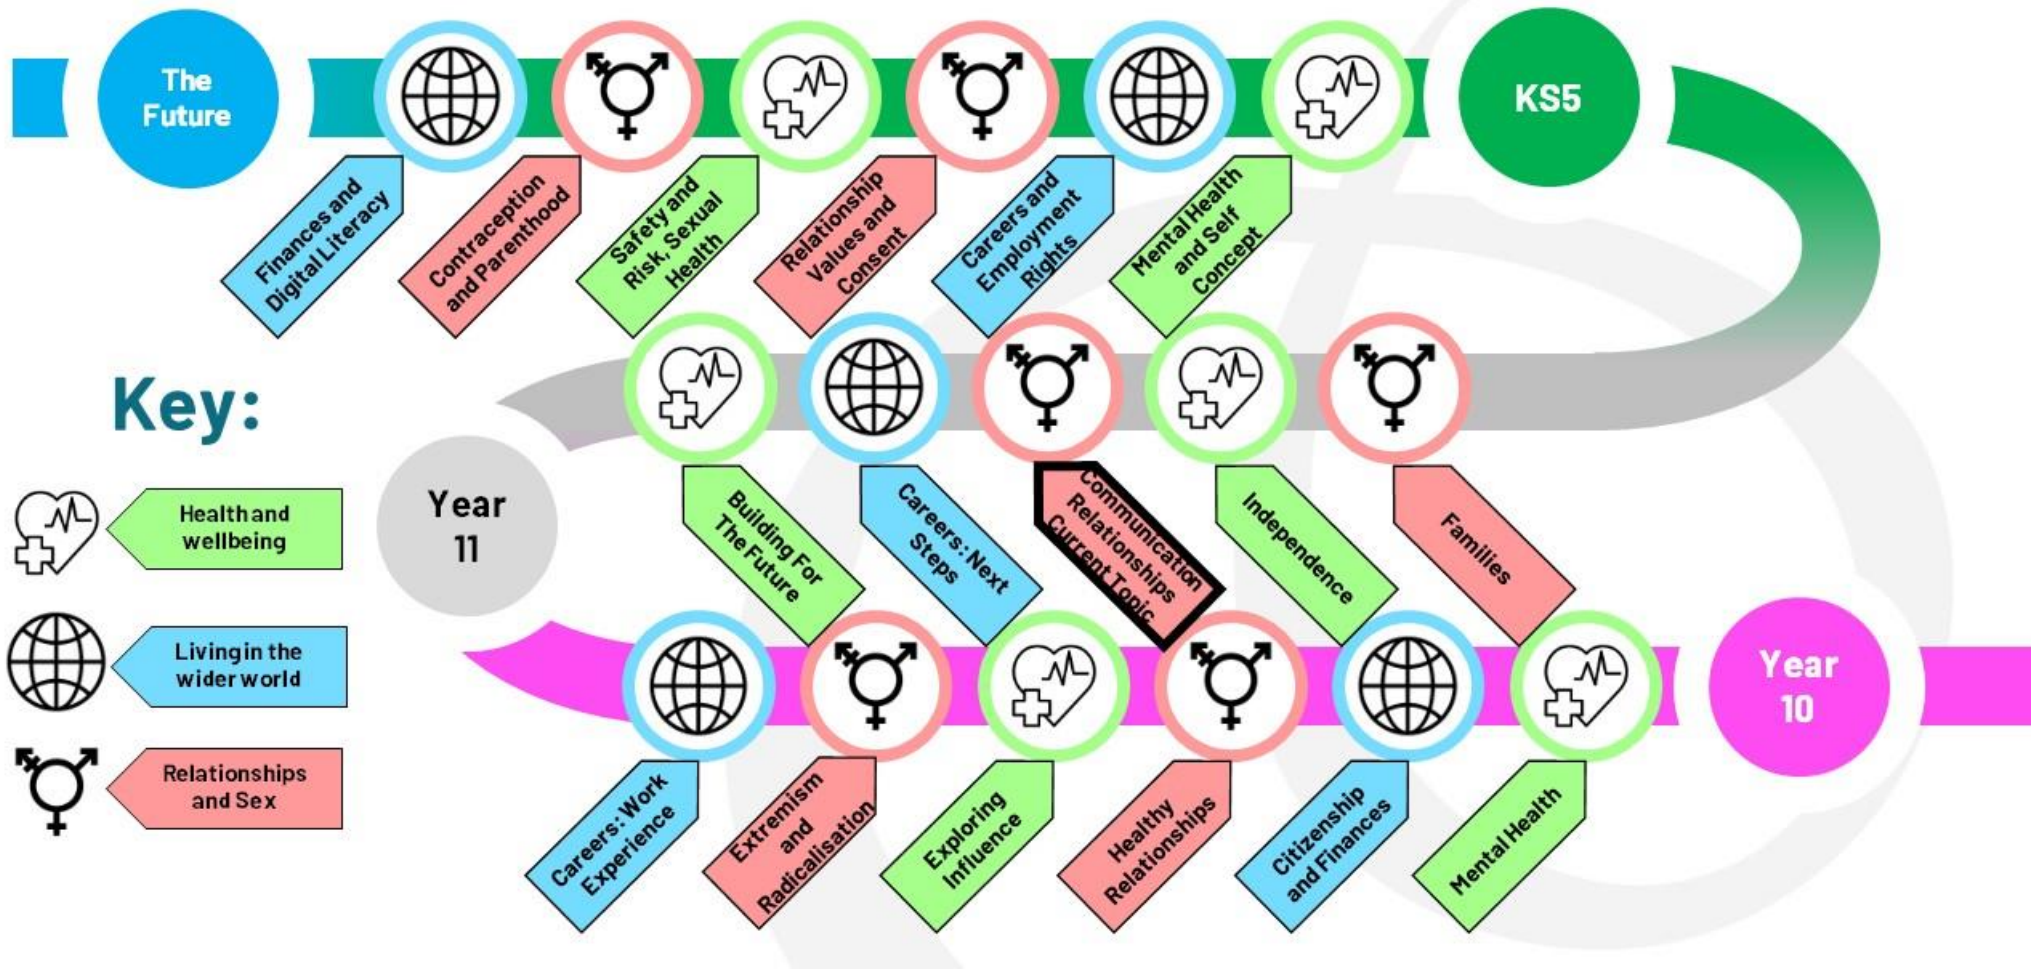 The
Future
KS5
Finances and
Digital Literacy
Contraception
and Parenthood
Safety and
Risk, Sexual
Health
Relationship
Values and
Consent
Careers and
Employment
Rights
Mental Health
and Self
Concept
Key:
Health and
wellbeing
Living in the
wider world
Relationships
and Sex
Year
11
Building For
The Future
Careers: Next
Steps
Communication
Relationships
Current Topic
Independence
Families
Year
10
Careers: Work
Experience
Extremism
and
Radicalisation
Exploring
Influence
Healthy
Relationships
Citizenship
and Finances
Mental Health